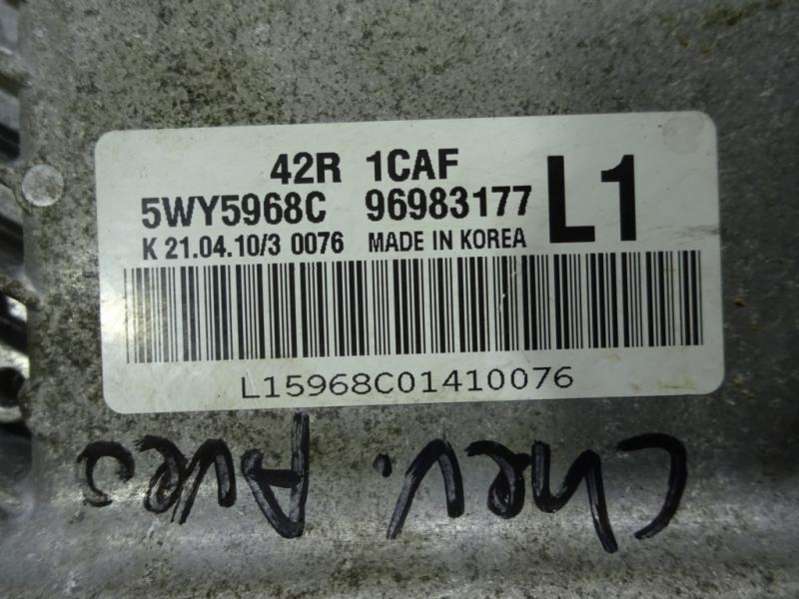 42R 1CAF
5WY5968C 96983177 L1
K 21.04.10/3 0076 MADE IN KOREA
L15968C01410076
Chev. Aveo